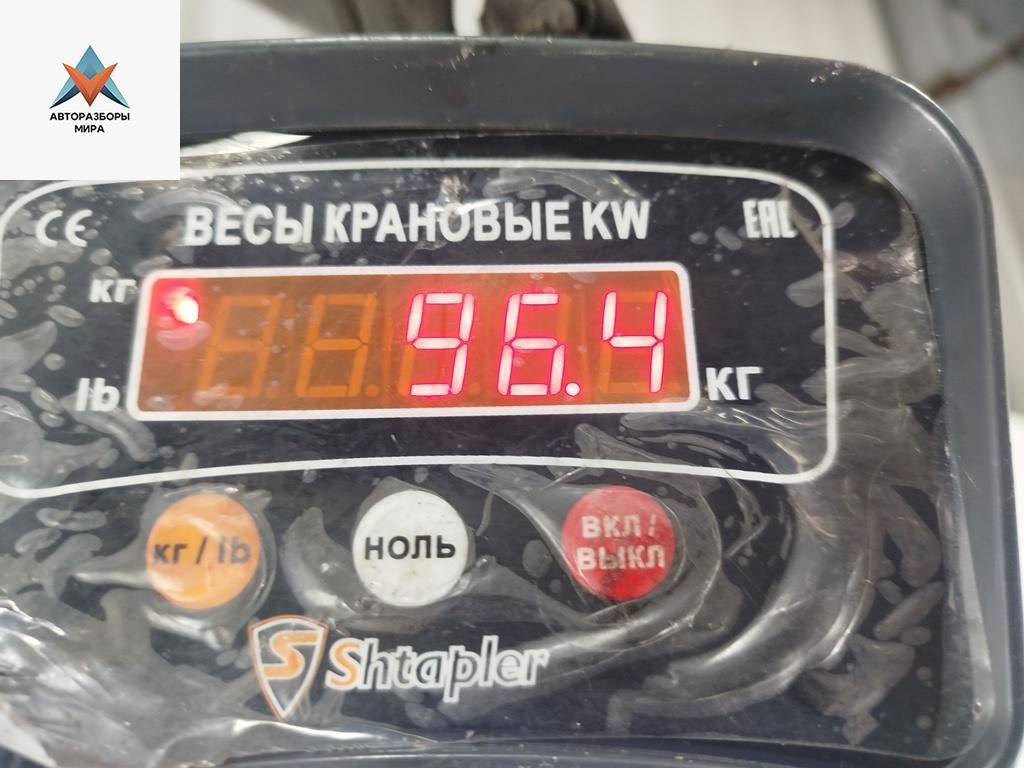 АВТОРАЗБОРЫ
МИРА
CE
ВЕСЫ КРАНОВЫЕ KW
EAC
кг
96.4
lb
КГ
кг / lb
НОЛЬ
ВКЛ /
ВЫКЛ
S Shtapler